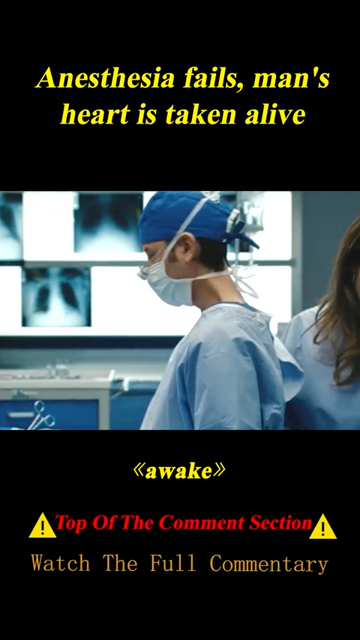 Anesthesia fails, man's
heart is taken alive
《awake》
Top Of The Comment Section
Watch The Full Commentary